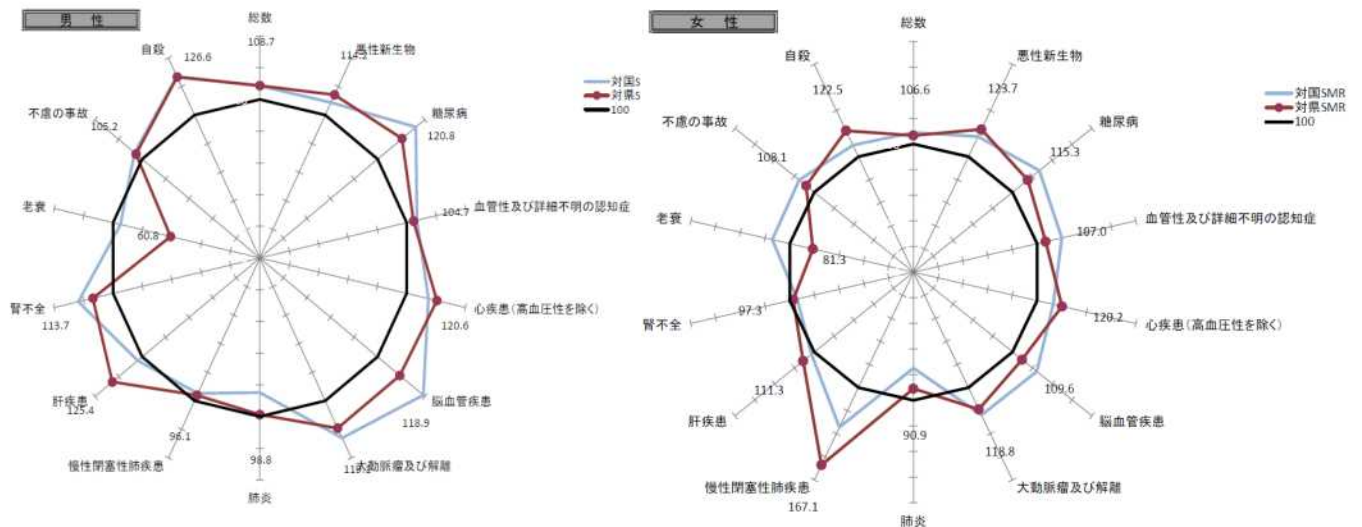 男 性
総数
108.7
悪性新生物
114.2
糖尿病
120.8
血管性及び詳細不明の認知症
104.7
心疾患(高血圧性を除く)
120.6
脳血管疾患
118.9
大動脈瘤及び解離
肺炎
98.8
慢性閉塞性肺疾患
96.1
肝疾患
125.4
腎不全
113.7
老衰
60.8
不慮の事故
105.2
自殺
126.6
対国S
対県S
100
女 性
総数
106.6
悪性新生物
123.7
糖尿病
115.3
血管性及び詳細不明の認知症
107.0
心疾患(高血圧性を除く)
120.2
脳血管疾患
109.6
大動脈瘤及び解離
118.8
肺炎
90.9
慢性閉塞性肺疾患
167.1
肝疾患
111.3
腎不全
97.3
老衰
81.3
不慮の事故
108.1
自殺
122.5
対国SMR
対県SMR
100